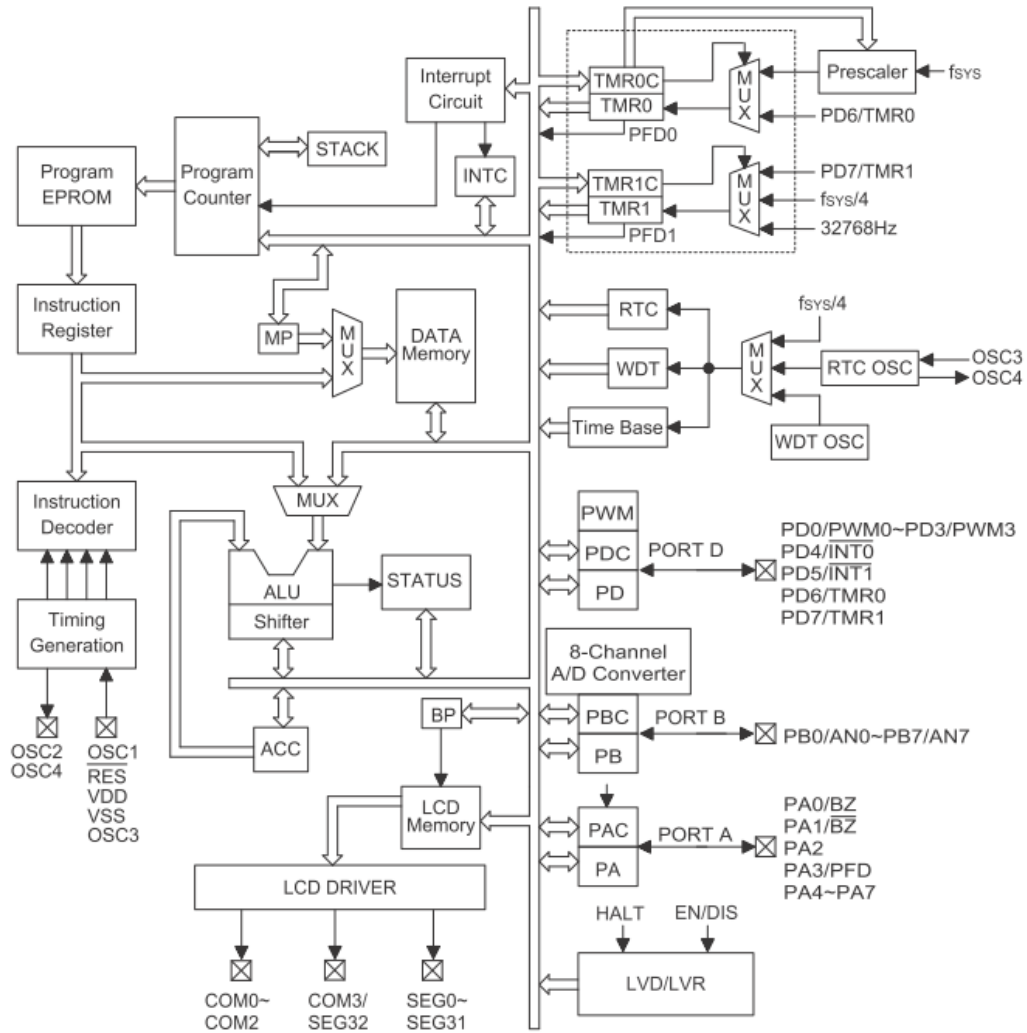 Interrupt
Circuit
TMR0C
TMR0
PFD0
MUX
Prescaler
fSYS
PD6/TMR0
STACK
INTC
Program
Counter
Program
EPROM
TMR1C
TMR1
PFD1
MUX
PD7/TMR1
fSYS/4
32768Hz
Instruction
Register
MP
MUX
DATA
Memory
RTC
WDT
Time Base
MUX
fSYS/4
RTC OSC
OSC3
OSC4
WDT OSC
MUX
Instruction
Decoder
ALU
Shifter
STATUS
Timing
Generation
PWM
PDC
PD
PORT D
PD0/PWM0~PD3/PWM3
PD4/INT0
PD5/INT1
PD6/TMR0
PD7/TMR1
8-Channel
A/D Converter
PBC
PB
PORT B
PB0/AN0~PB7/AN7
BP
ACC
OSC2
OSC4
OSC1
RES
VDD
VSS
OSC3
LCD
Memory
PAC
PA
PORT A
PA0/BZ
PA1/BZ
PA2
PA3/PFD
PA4~PA7
LCD DRIVER
HALT
EN/DIS
LVD/LVR
COM0~
COM2
COM3/
SEG32
SEG0~
SEG31